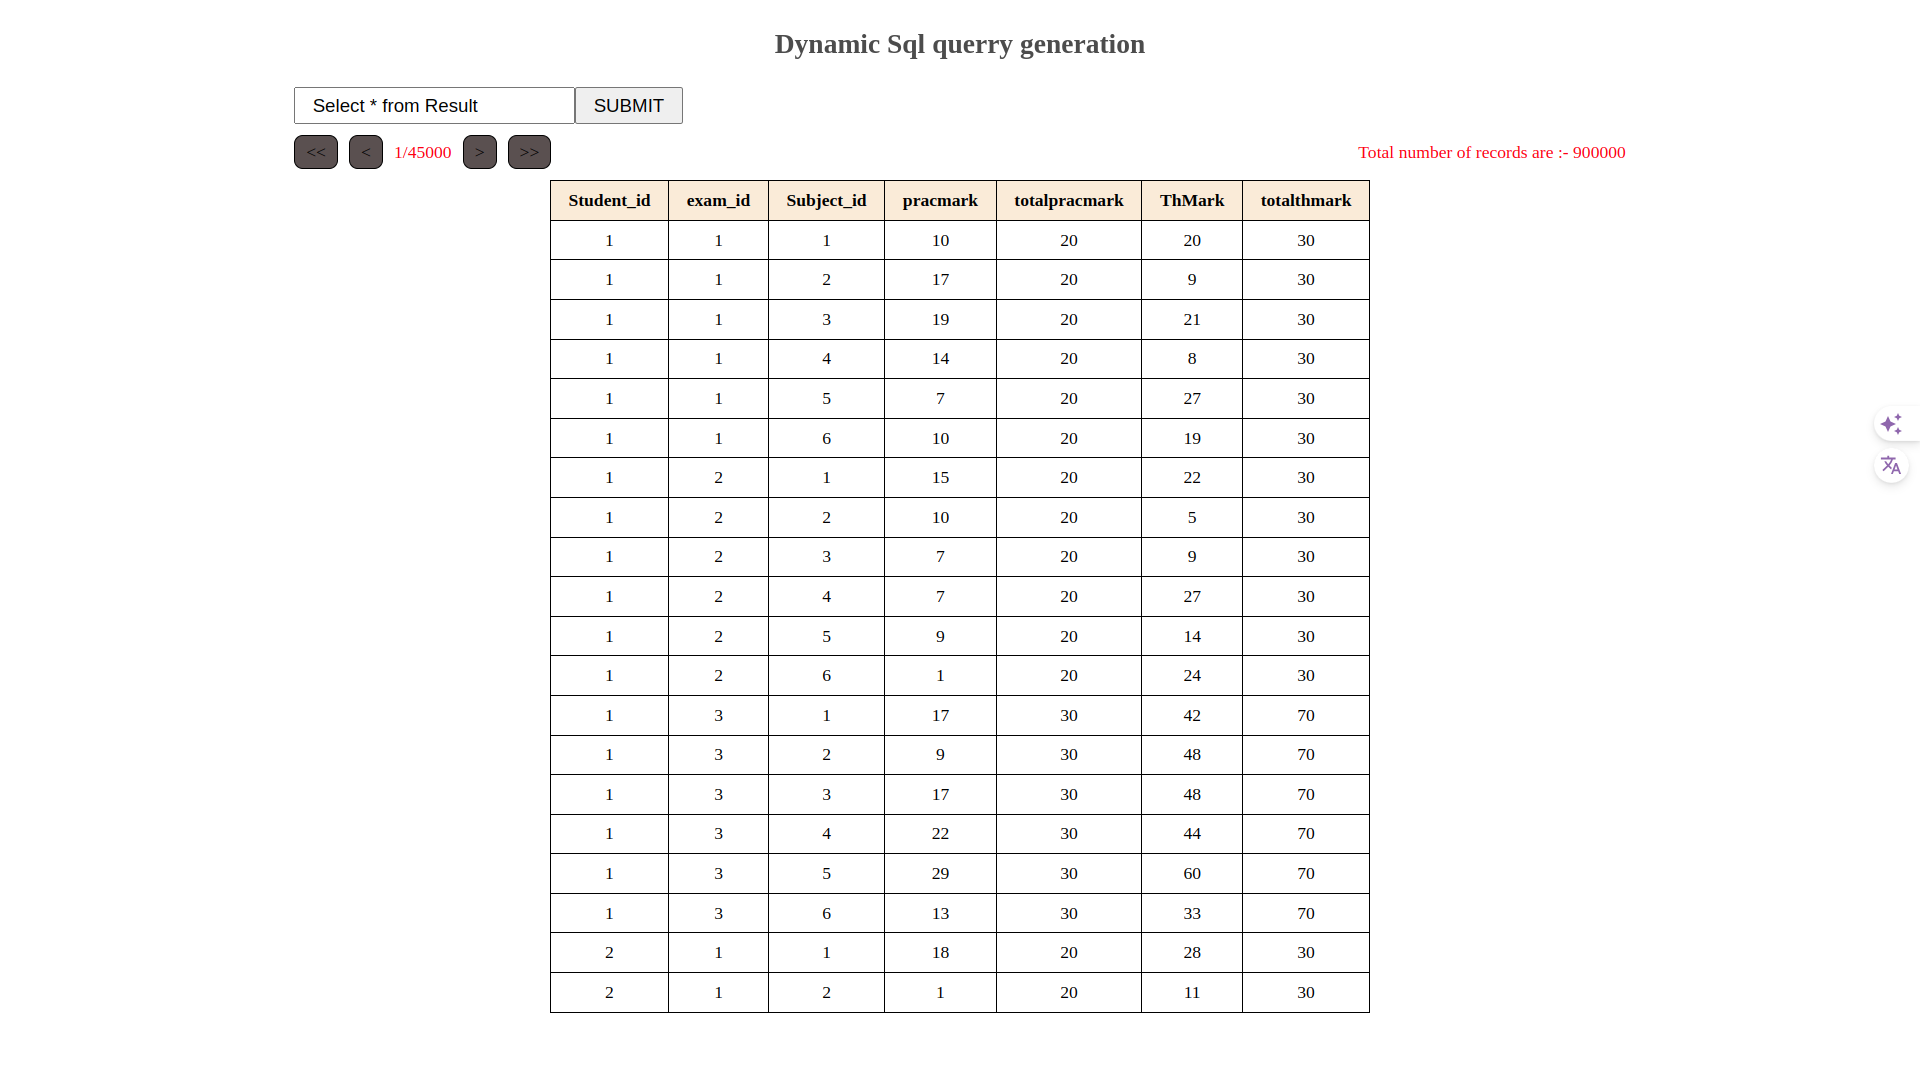 Dynamic Sql querry generation
Select * from Result SUBMIT
<< < 1/45000 > >> Total number of records are :- 900000
Student_id exam_id Subject_id pracmark totalpracmark ThMark totalthmark
1 1 1 10 20 20 30
1 1 2 17 20 9 30
1 1 3 19 20 21 30
1 1 4 14 20 8 30
1 1 5 7 20 27 30
1 1 6 10 20 19 30
1 2 1 15 20 22 30
1 2 2 10 20 5 30
1 2 3 7 20 9 30
1 2 4 7 20 27 30
1 2 5 9 20 14 30
1 2 6 1 20 24 30
1 3 1 17 30 42 70
1 3 2 9 30 48 70
1 3 3 17 30 48 70
1 3 4 22 30 44 70
1 3 5 29 30 60 70
1 3 6 13 30 33 70
2 1 1 18 20 28 30
2 1 2 1 20 11 30